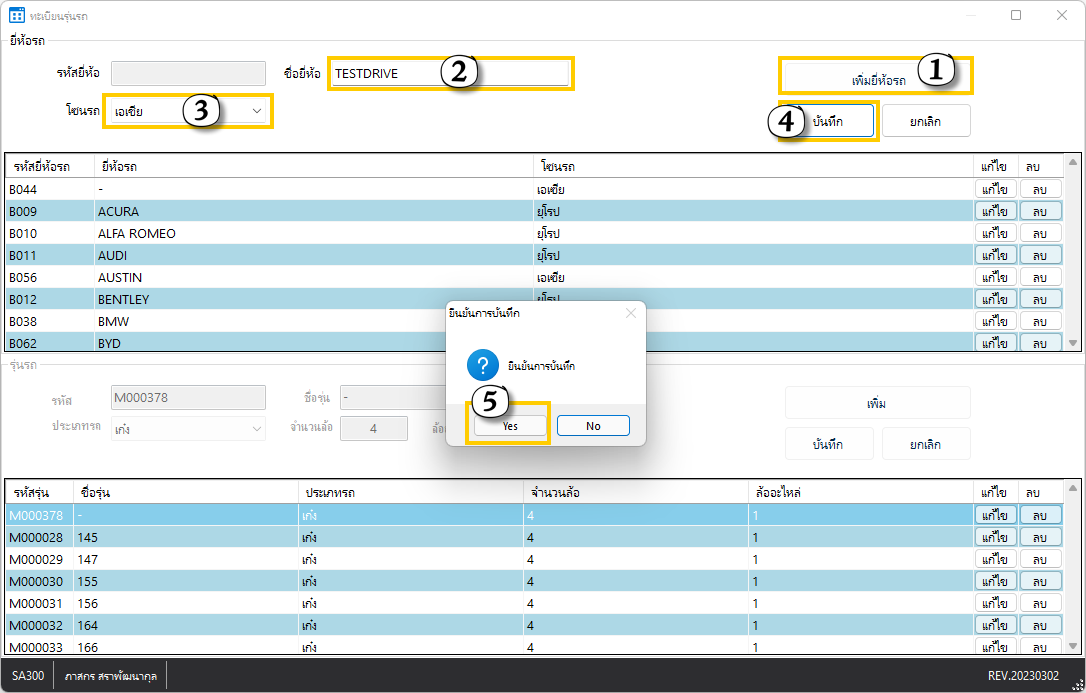 ทะเบียนรุ่นรถ
ยี่ห้อรถ
รหัสยี่ห้อ ชื่อยี่ห้อ TESTDRIVE 2 เพิ่มยี่ห้อรถ 1
โซนรถ เอเซีย 3 4 บันทึก ยกเลิก
รหัสยี่ห้อรถ ยี่ห้อรถ โซนรถ แก้ไข ลบ
B044 - เอเซีย แก้ไข ลบ
B009 ACURA ยุโรป แก้ไข ลบ
B010 ALFA ROMEO ยุโรป แก้ไข ลบ
B011 AUDI ยุโรป แก้ไข ลบ
B056 AUSTIN เอเซีย แก้ไข ลบ
B012 BENTLEY ยุโรป แก้ไข ลบ
B038 BMW แก้ไข ลบ
B062 BYD แก้ไข ลบ
ยืนยันการบันทึก
? ยืนยันการบันทึก
5
Yes No
รุ่นรถ
รหัส M000378 ชื่อรุ่น - เพิ่ม
ประเภทรถ เก๋ง จำนวนล้อ 4 บันทึก ยกเลิก
รหัสรุ่น ชื่อรุ่น ประเภทรถ จำนวนล้อ ล้ออะไหล่ แก้ไข ลบ
M000378 - เก๋ง 4 1 แก้ไข ลบ
M000028 145 เก๋ง 4 1 แก้ไข ลบ
M000029 147 เก๋ง 4 1 แก้ไข ลบ
M000030 155 เก๋ง 4 1 แก้ไข ลบ
M000031 156 เก๋ง 4 1 แก้ไข ลบ
M000032 164 เก๋ง 4 1 แก้ไข ลบ
M000033 166 เก๋ง 4 1 แก้ไข ลบ
SA300 ภาสกร สราพัฒนากุล REV.20230302